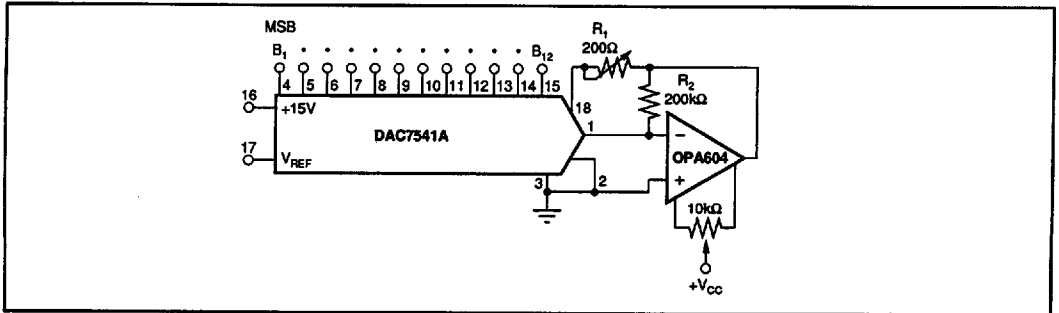 MSB
B1 · · · · · · · · · · B12
4 5 6 7 8 9 10 11 12 13 14 15
16
+15V
DAC7541A
17
VREF
18
1
3
2
R1
200Ω
R2
200kΩ
−
OPA604
+
10kΩ
+VCC